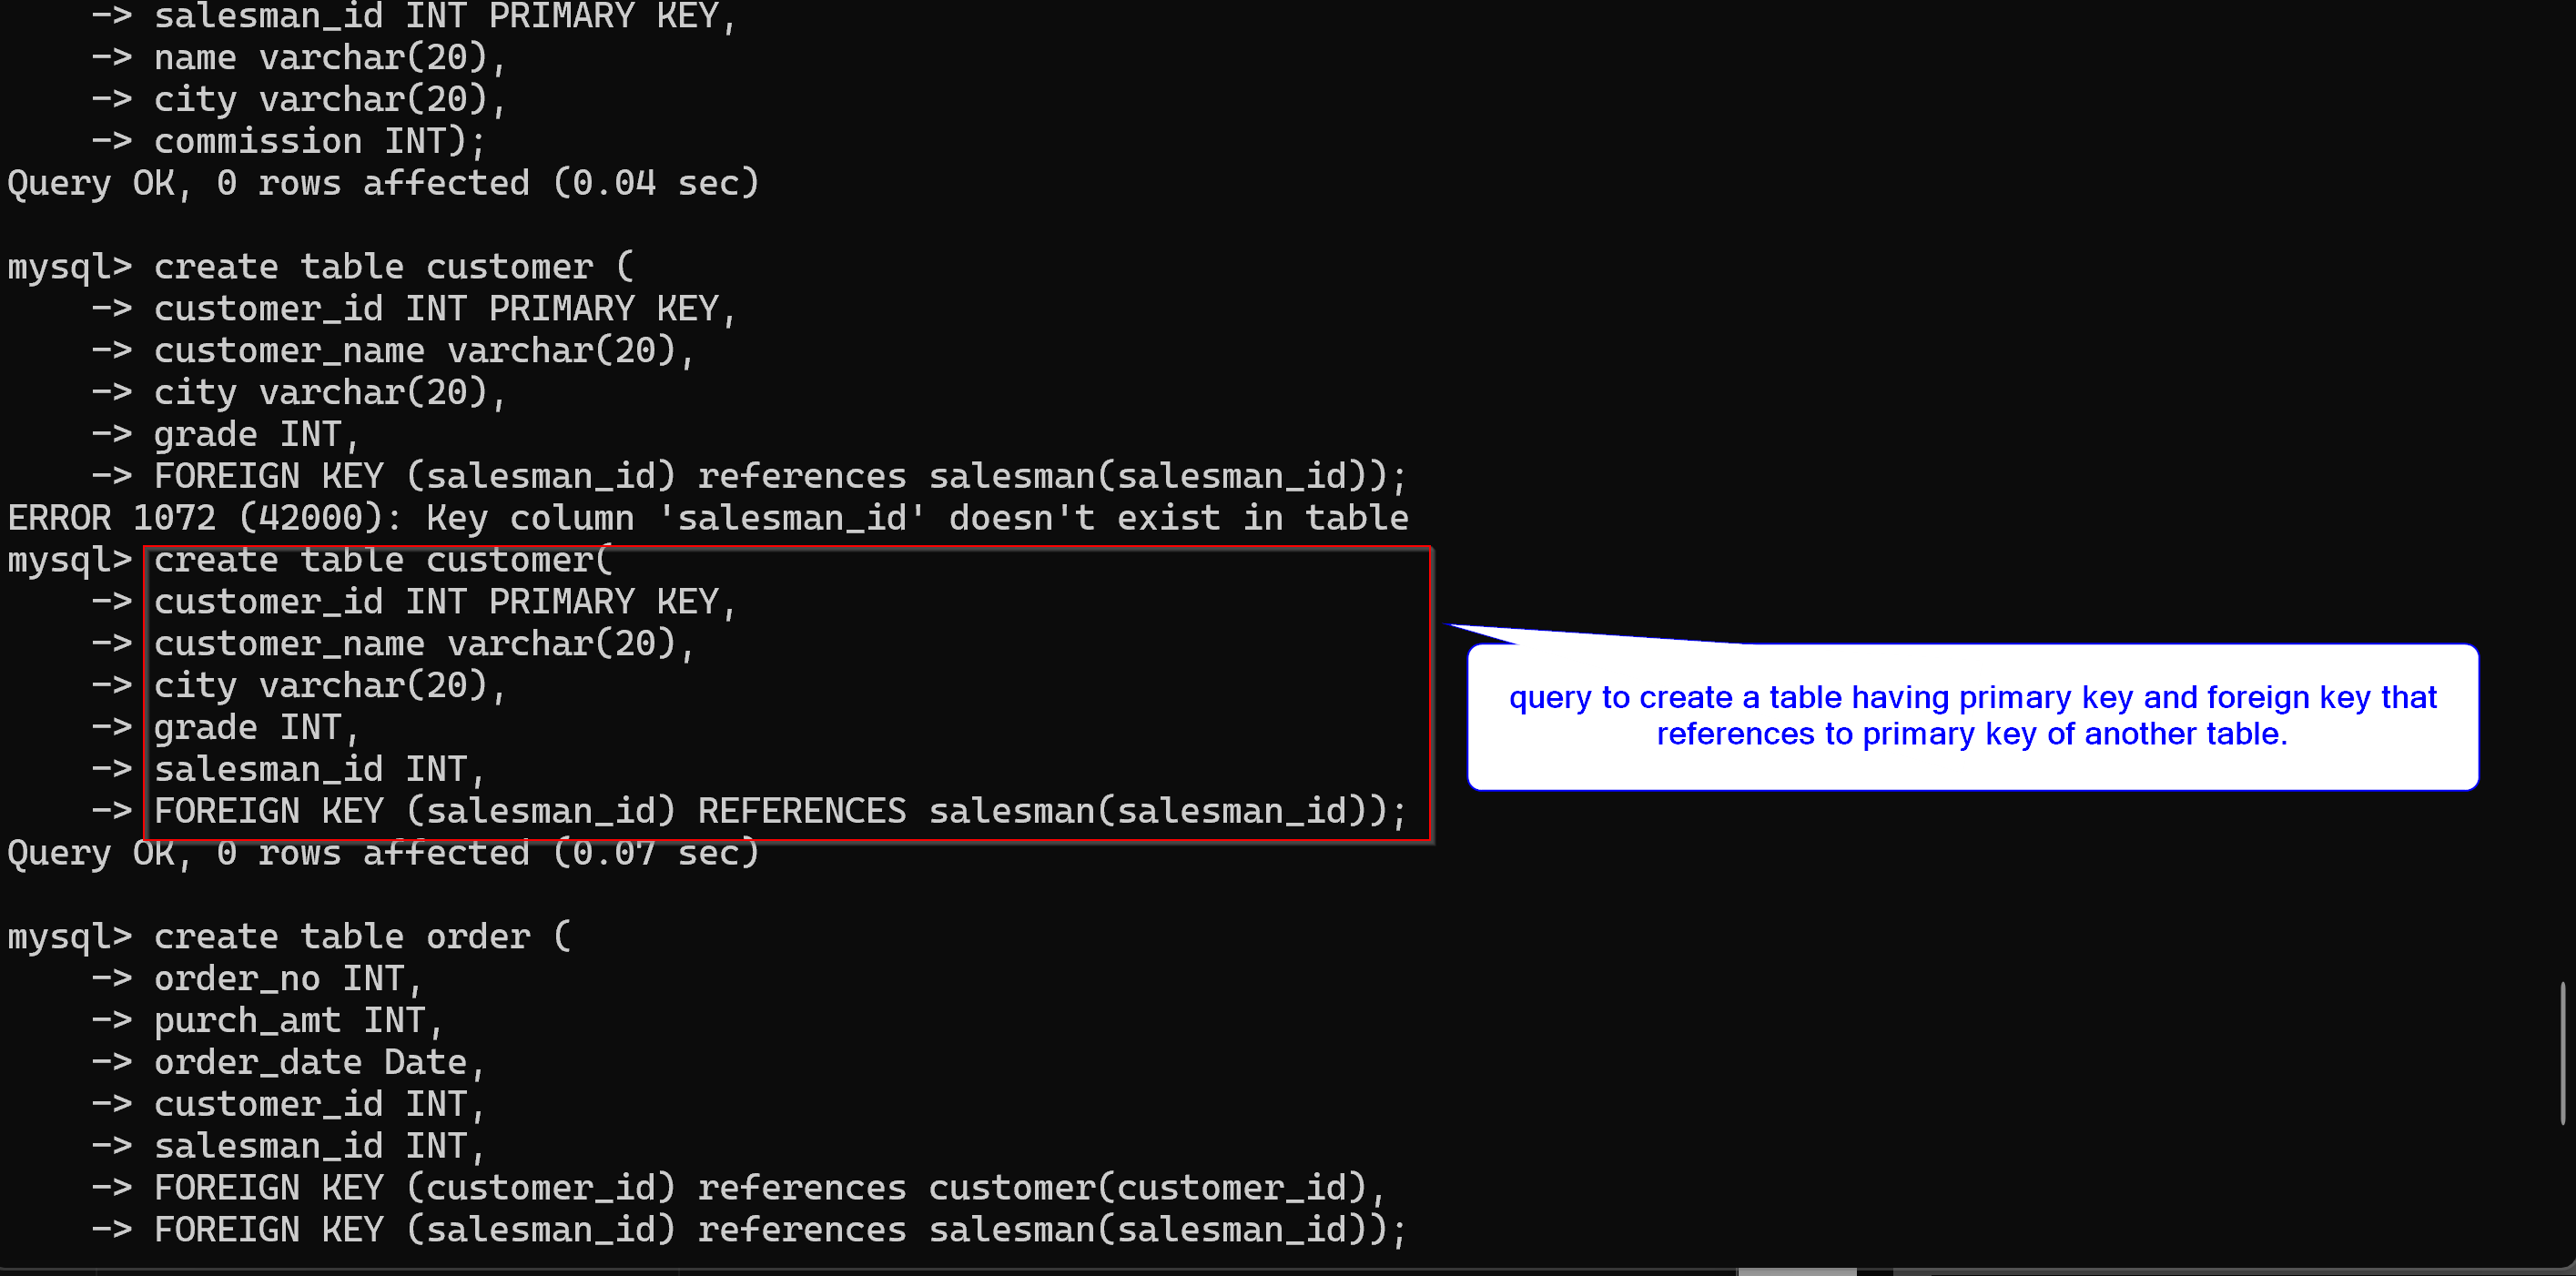 -> salesman_id INT PRIMARY KEY,
-> name varchar(20),
-> city varchar(20),
-> commission INT);
Query OK, 0 rows affected (0.04 sec)
mysql> create table customer (
-> customer_id INT PRIMARY KEY,
-> customer_name varchar(20),
-> city varchar(20),
-> grade INT,
-> FOREIGN KEY (salesman_id) references salesman(salesman_id));
ERROR 1072 (42000): Key column 'salesman_id' doesn't exist in table
mysql> create table customer(
-> customer_id INT PRIMARY KEY,
-> customer_name varchar(20),
-> city varchar(20),
-> grade INT,
-> salesman_id INT,
-> FOREIGN KEY (salesman_id) REFERENCES salesman(salesman_id));
query to create a table having primary key and foreign key that
references to primary key of another table.
Query OK, 0 rows affected (0.07 sec)
mysql> create table order (
-> order_no INT,
-> purch_amt INT,
-> order_date Date,
-> customer_id INT,
-> salesman_id INT,
-> FOREIGN KEY (customer_id) references customer(customer_id),
-> FOREIGN KEY (salesman_id) references salesman(salesman_id));